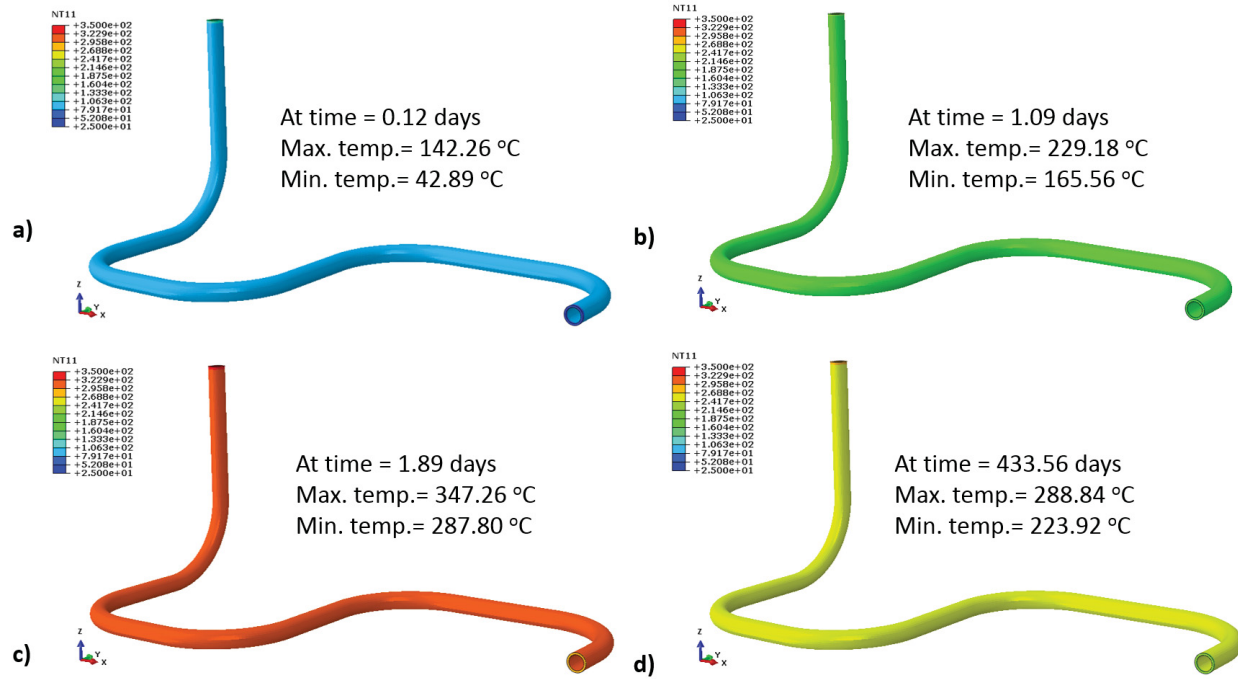 NT11
+3.500e+02
+3.229e+02
+2.958e+02
+2.688e+02
+2.417e+02
+2.146e+02
+1.875e+02
+1.604e+02
+1.333e+02
+1.063e+02
+7.917e+01
+5.208e+01
+2.500e+01
At time = 0.12 days
Max. temp.= 142.26 °C
Min. temp.= 42.89 °C
a)
Z
Y
X
NT11
+3.500e+02
+3.229e+02
+2.958e+02
+2.688e+02
+2.417e+02
+2.146e+02
+1.875e+02
+1.604e+02
+1.333e+02
+1.063e+02
+7.917e+01
+5.208e+01
+2.500e+01
At time = 1.09 days
Max. temp.= 229.18 °C
Min. temp.= 165.56 °C
b)
Z
Y
X
NT11
+3.500e+02
+3.229e+02
+2.958e+02
+2.688e+02
+2.417e+02
+2.146e+02
+1.875e+02
+1.604e+02
+1.333e+02
+1.063e+02
+7.917e+01
+5.208e+01
+2.500e+01
At time = 1.89 days
Max. temp.= 347.26 °C
Min. temp.= 287.80 °C
c)
Z
Y
X
NT11
+3.500e+02
+3.229e+02
+2.958e+02
+2.688e+02
+2.417e+02
+2.146e+02
+1.875e+02
+1.604e+02
+1.333e+02
+1.063e+02
+7.917e+01
+5.208e+01
+2.500e+01
At time = 433.56 days
Max. temp.= 288.84 °C
Min. temp.= 223.92 °C
d)
Z
Y
X